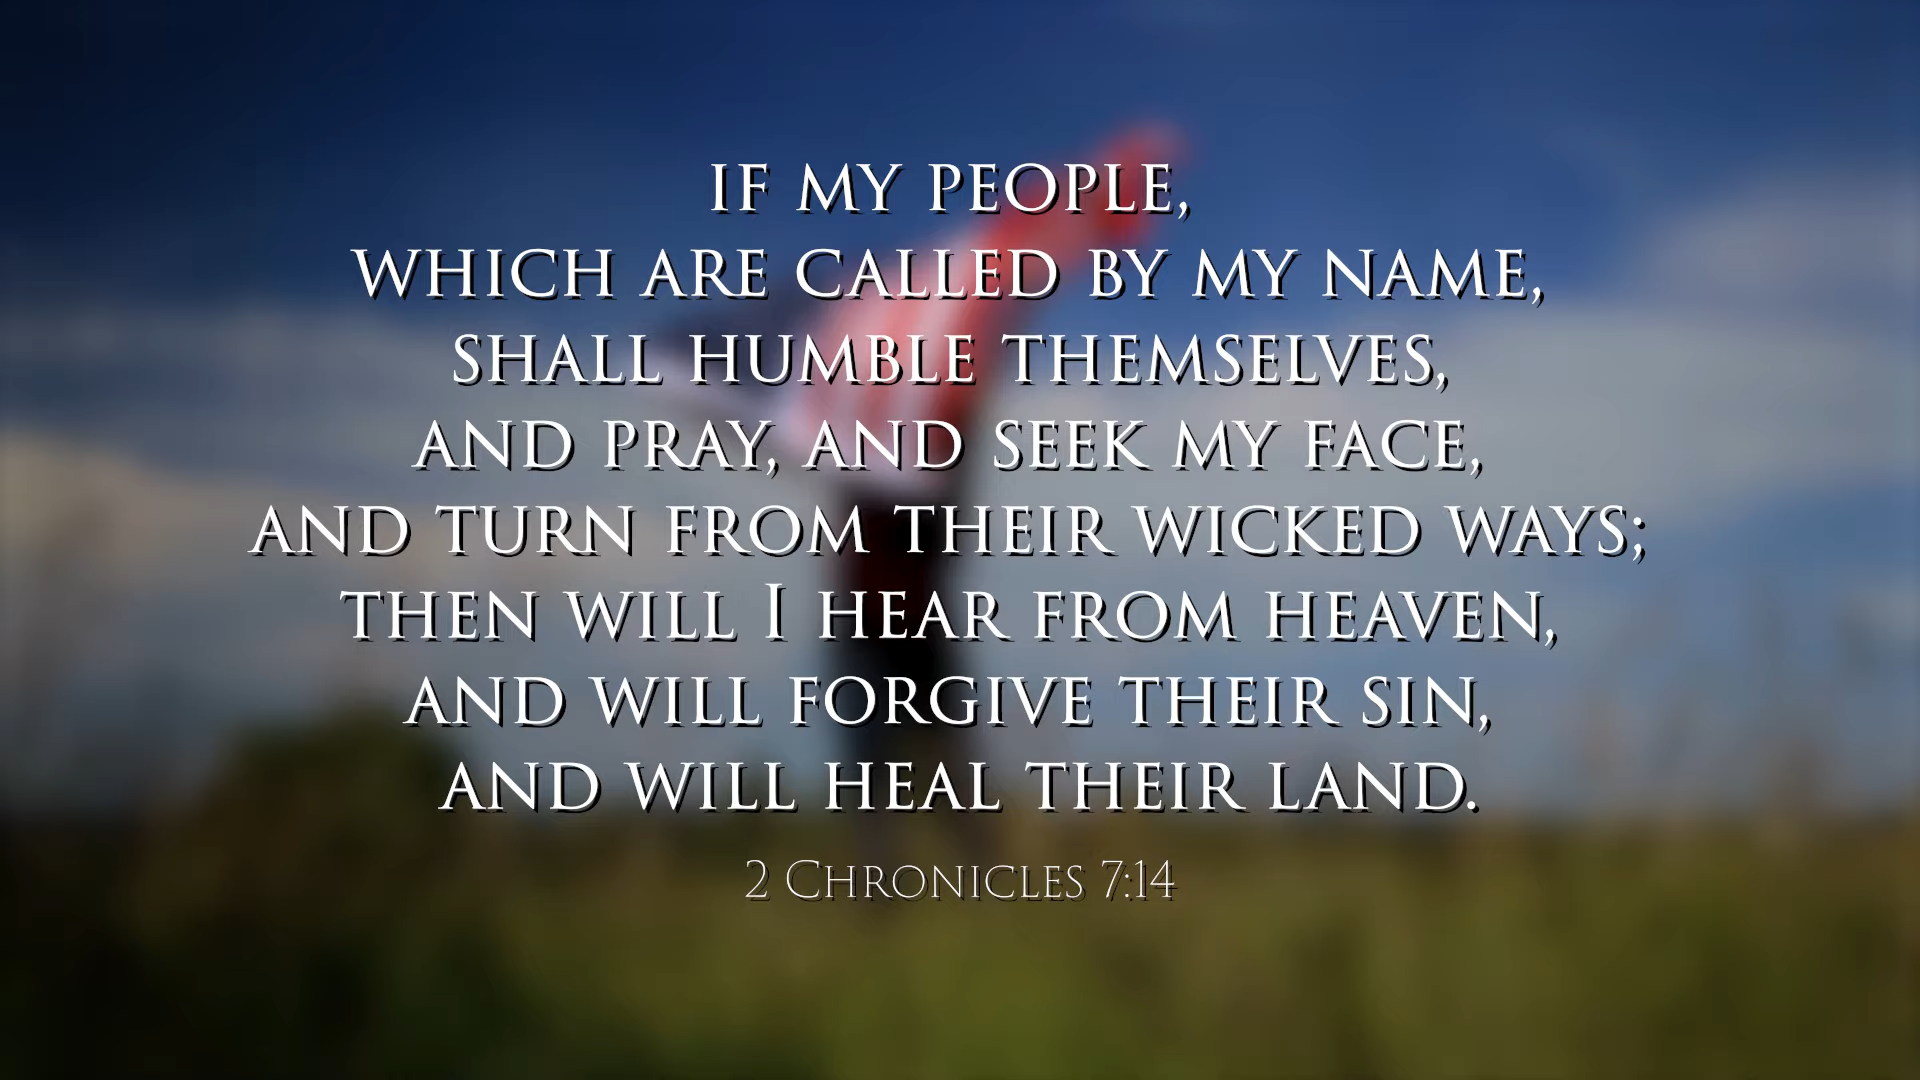 IF MY PEOPLE,
WHICH ARE CALLED BY MY NAME,
SHALL HUMBLE THEMSELVES,
AND PRAY, AND SEEK MY FACE,
AND TURN FROM THEIR WICKED WAYS;
THEN WILL I HEAR FROM HEAVEN,
AND WILL FORGIVE THEIR SIN,
AND WILL HEAL THEIR LAND.
2 CHRONICLES 7:14